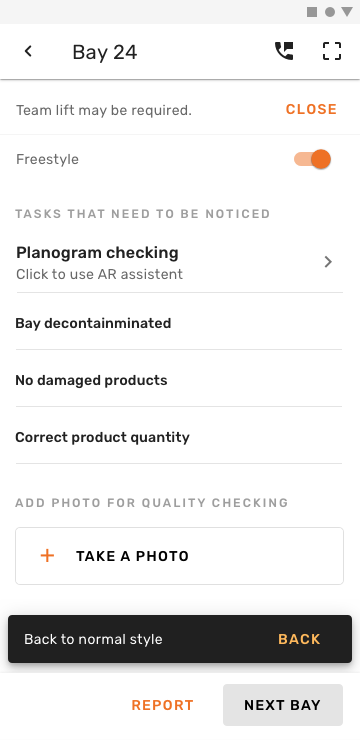 Bay 24
Team lift may be required.
CLOSE
Freestyle
TASKS THAT NEED TO BE NOTICED
Planogram checking
Click to use AR assistent
Bay decontainminated
No damaged products
Correct product quantity
ADD PHOTO FOR QUALITY CHECKING
TAKE A PHOTO
Back to normal style
BACK
REPORT
NEXT BAY